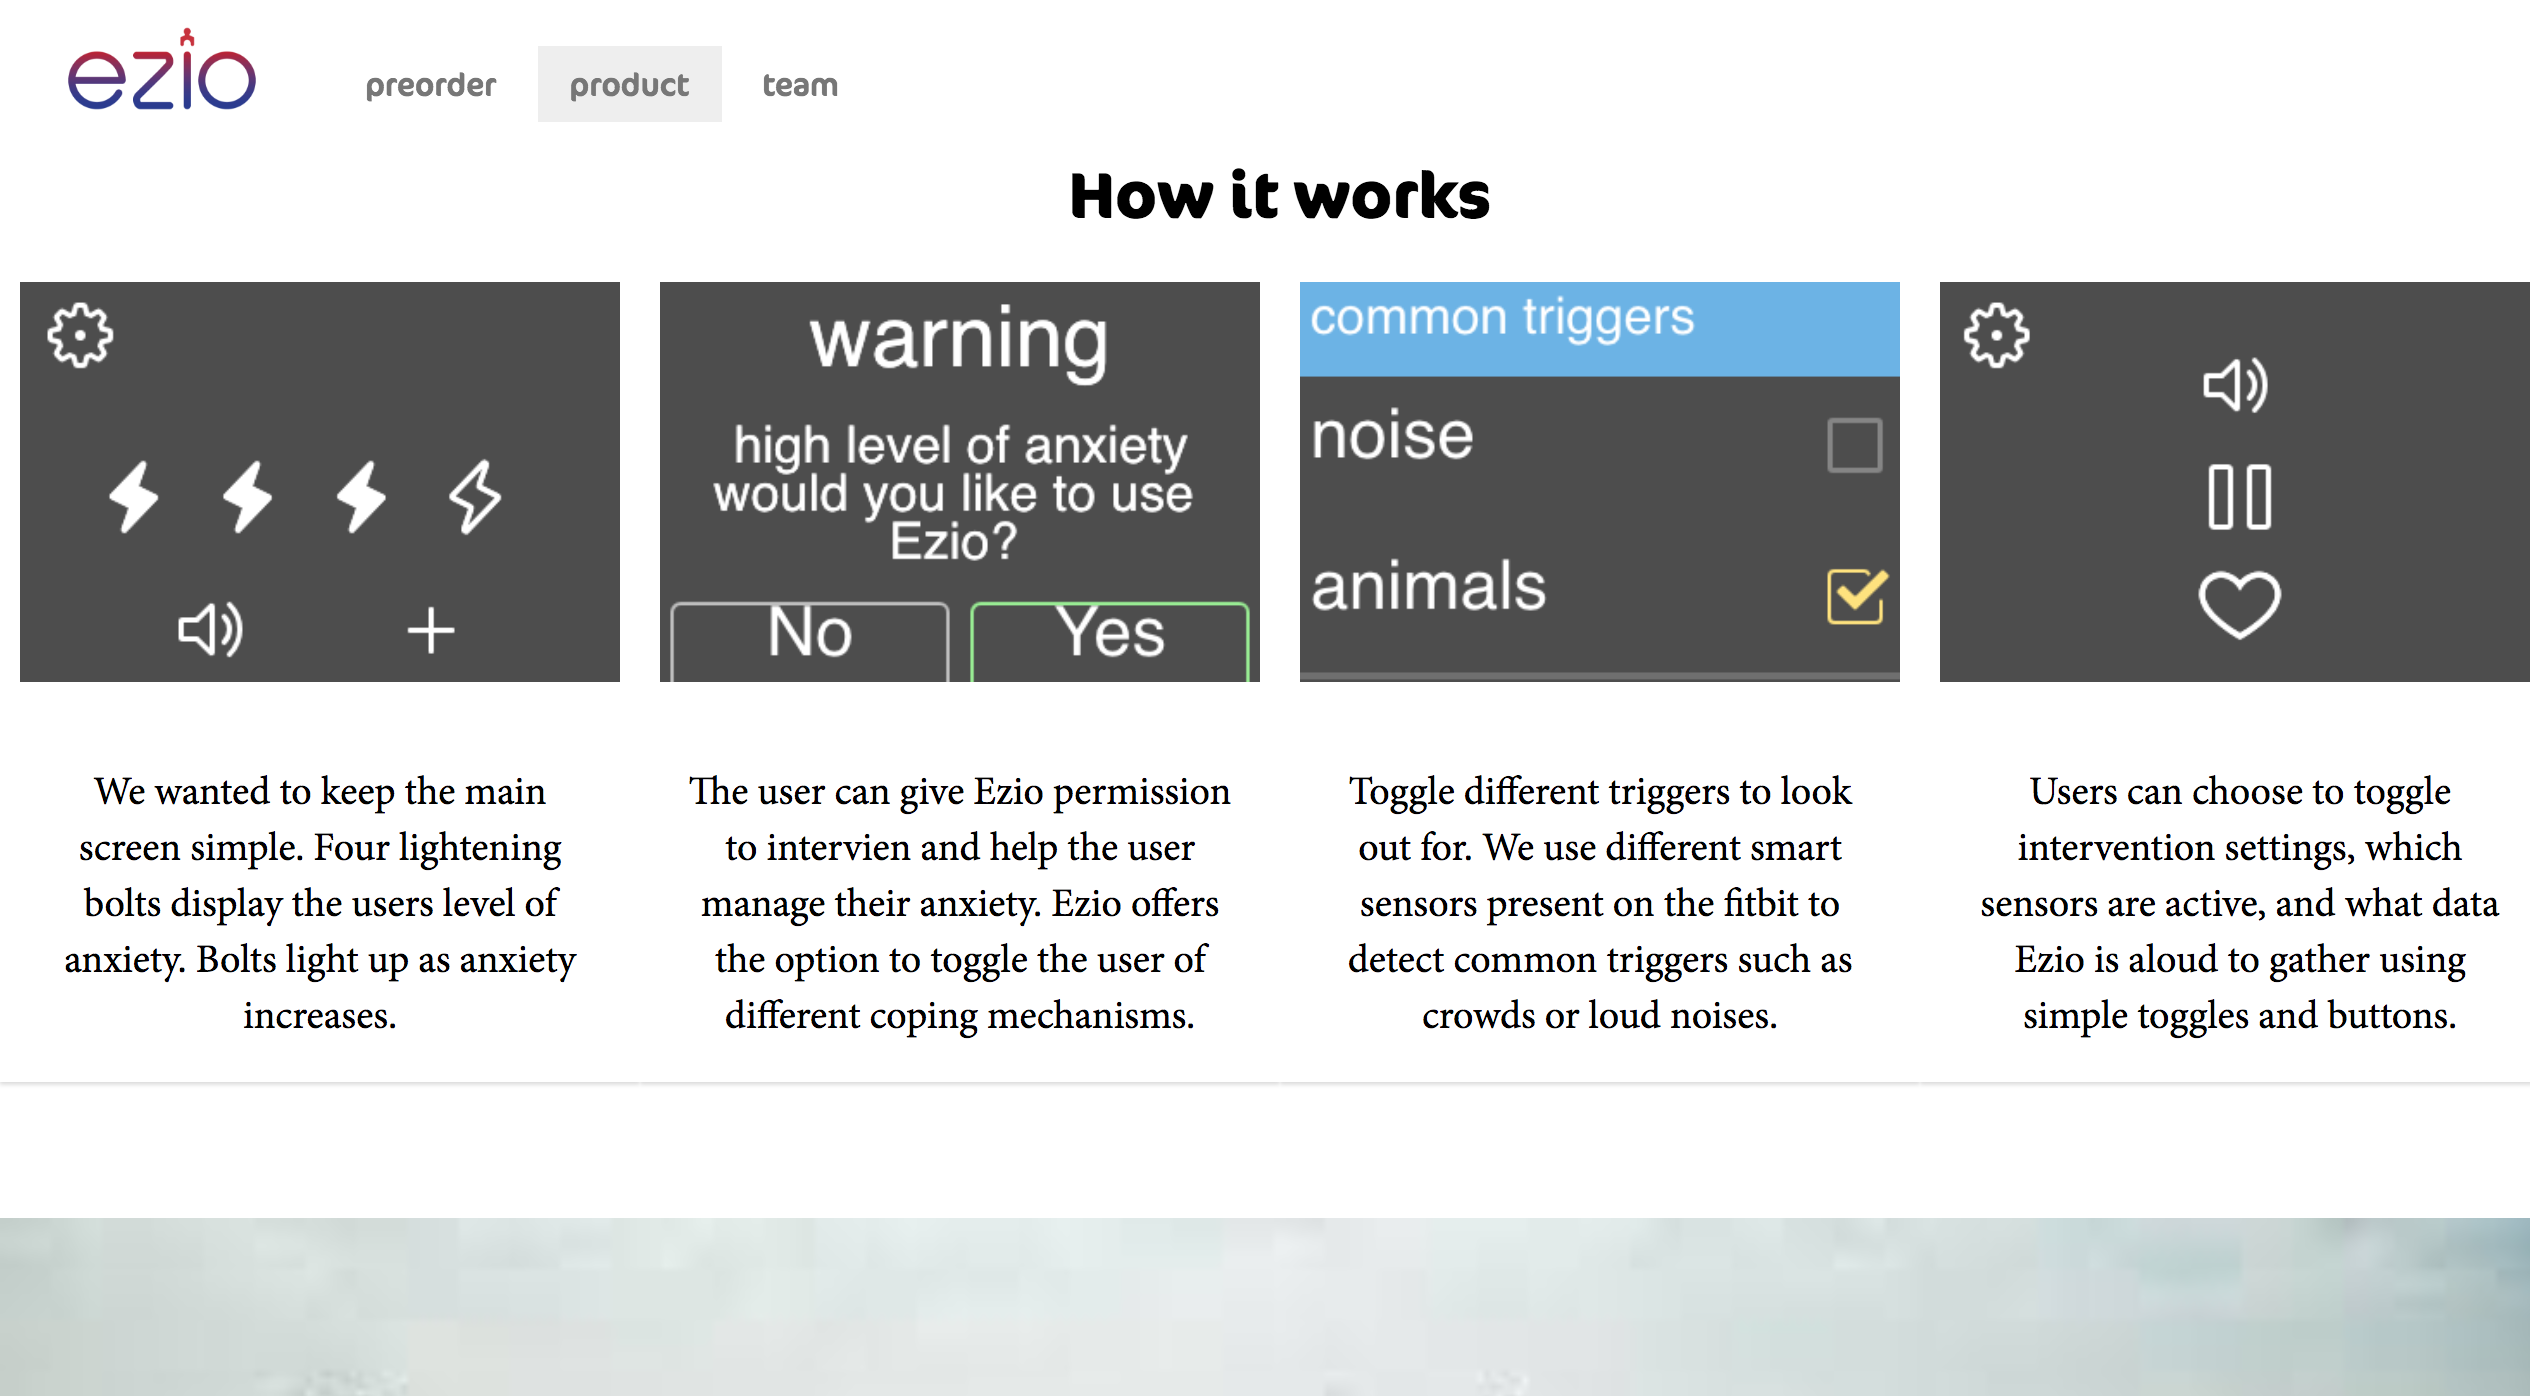 ezio
preorder product team
How it works
warning
high level of anxiety
would you like to use
Ezio?
No Yes
common triggers
noise
animals
We wanted to keep the main
screen simple. Four lightening
bolts display the users level of
anxiety. Bolts light up as anxiety
increases.
The user can give Ezio permission
to intervien and help the user
manage their anxiety. Ezio offers
the option to toggle the user of
different coping mechanisms.
Toggle different triggers to look
out for. We use different smart
sensors present on the fitbit to
detect common triggers such as
crowds or loud noises.
Users can choose to toggle
intervention settings, which
sensors are active, and what data
Ezio is aloud to gather using
simple toggles and buttons.